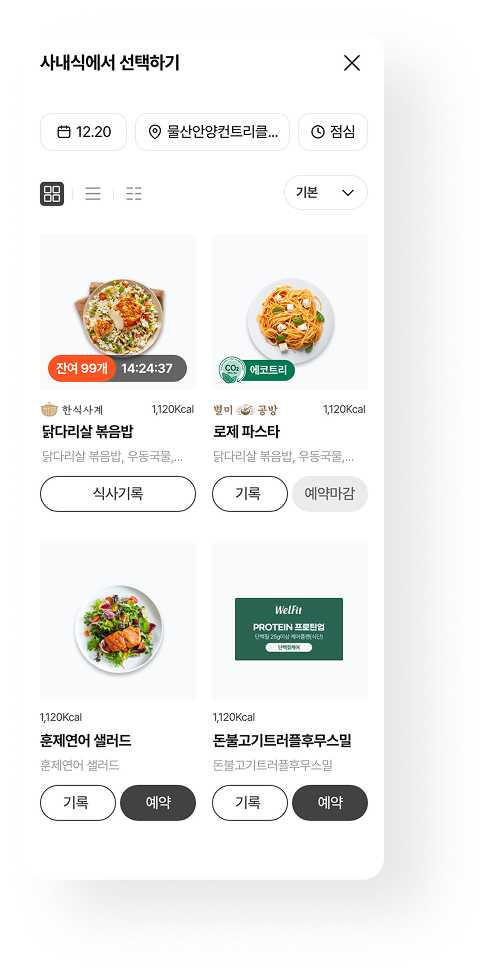 사내식에서 선택하기
12.20
물산안양컨트리클...
점심
기본
잔여 99개 14:24:37
CO2
에코트리
한식사계 1,120Kcal
닭다리살 볶음밥
닭다리살 볶음밥, 우동국물,...
식사기록
별미공방 1,120Kcal
로제 파스타
닭다리살 볶음밥, 우동국물,...
기록 예약마감
1,120Kcal
훈제연어 샐러드
훈제연어 샐러드
기록 예약
WelFit
PROTEIN 프로틴업
단백질 25g이상 케어플랜(식단)
단백질케어
1,120Kcal
돈불고기트러플후무스밀
돈불고기트러플후무스밀
기록 예약